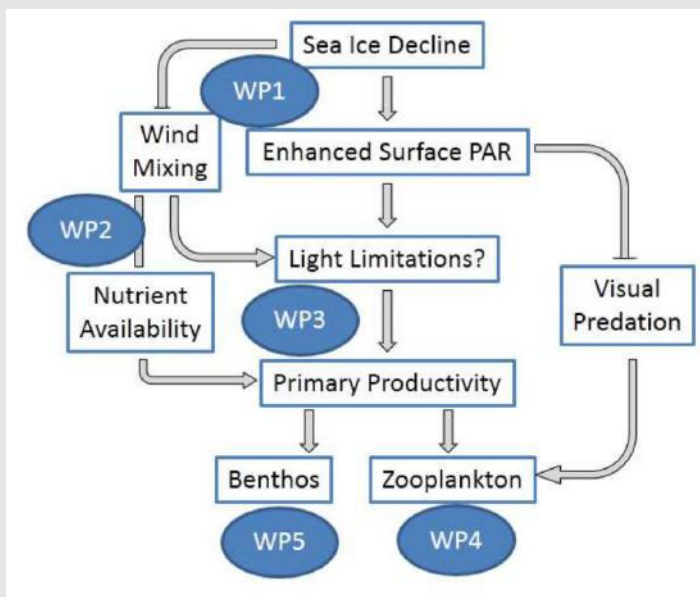 Sea Ice Decline
WP1
Wind
Mixing
Enhanced Surface PAR
WP2
Light Limitations?
Nutrient
Availability
Visual
Predation
WP3
Primary Productivity
Benthos
Zooplankton
WP5
WP4